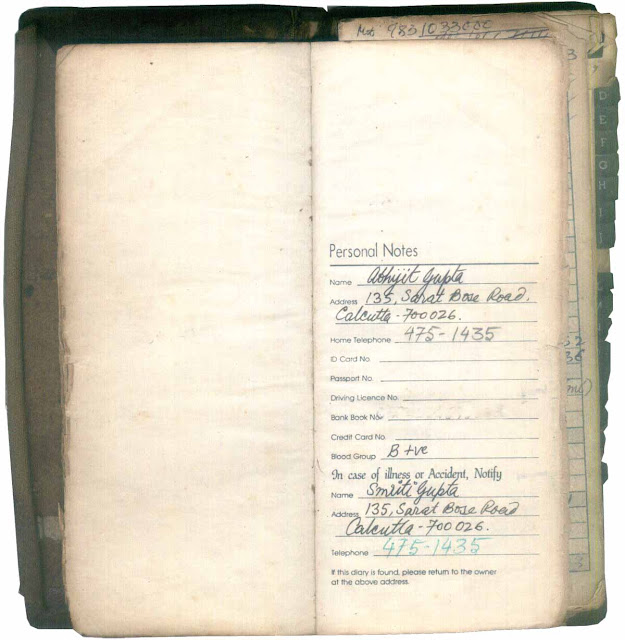 Mob 9831033000
D
E
F
G
H
I
Personal Notes
Name Abhijit Gupta
Address 135, Sarat Bose Road,
Calcutta - 700026.
Home Telephone 475-1435
ID Card No.
Passport No.
Driving Licence No.
Bank Book No.
Credit Card No.
Blood Group B +ve
In case of illness or Accident, Notify
Name Smriti Gupta
Address 135, Sarat Bose Road
Calcutta - 700026.
Telephone 475-1435
If this diary is found, please return to the owner
at the above address.